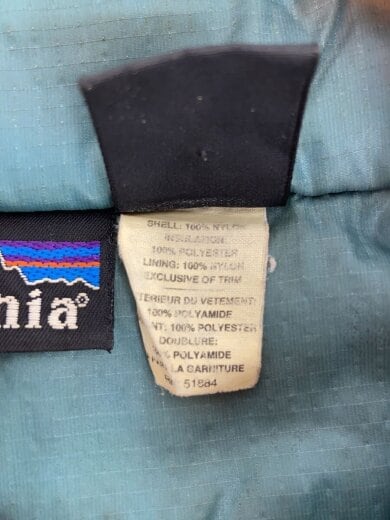 nia®
SHELL: 100% NYLON
INSULATION:
100% POLYESTER
LINING: 100% NYLON
EXCLUSIVE OF TRIM
TERIEUR DU VETEMENT:
100% POLYAMIDE
NT: 100% POLYESTER
DOUBLURE:
% POLYAMIDE
LA GARNITURE
51884